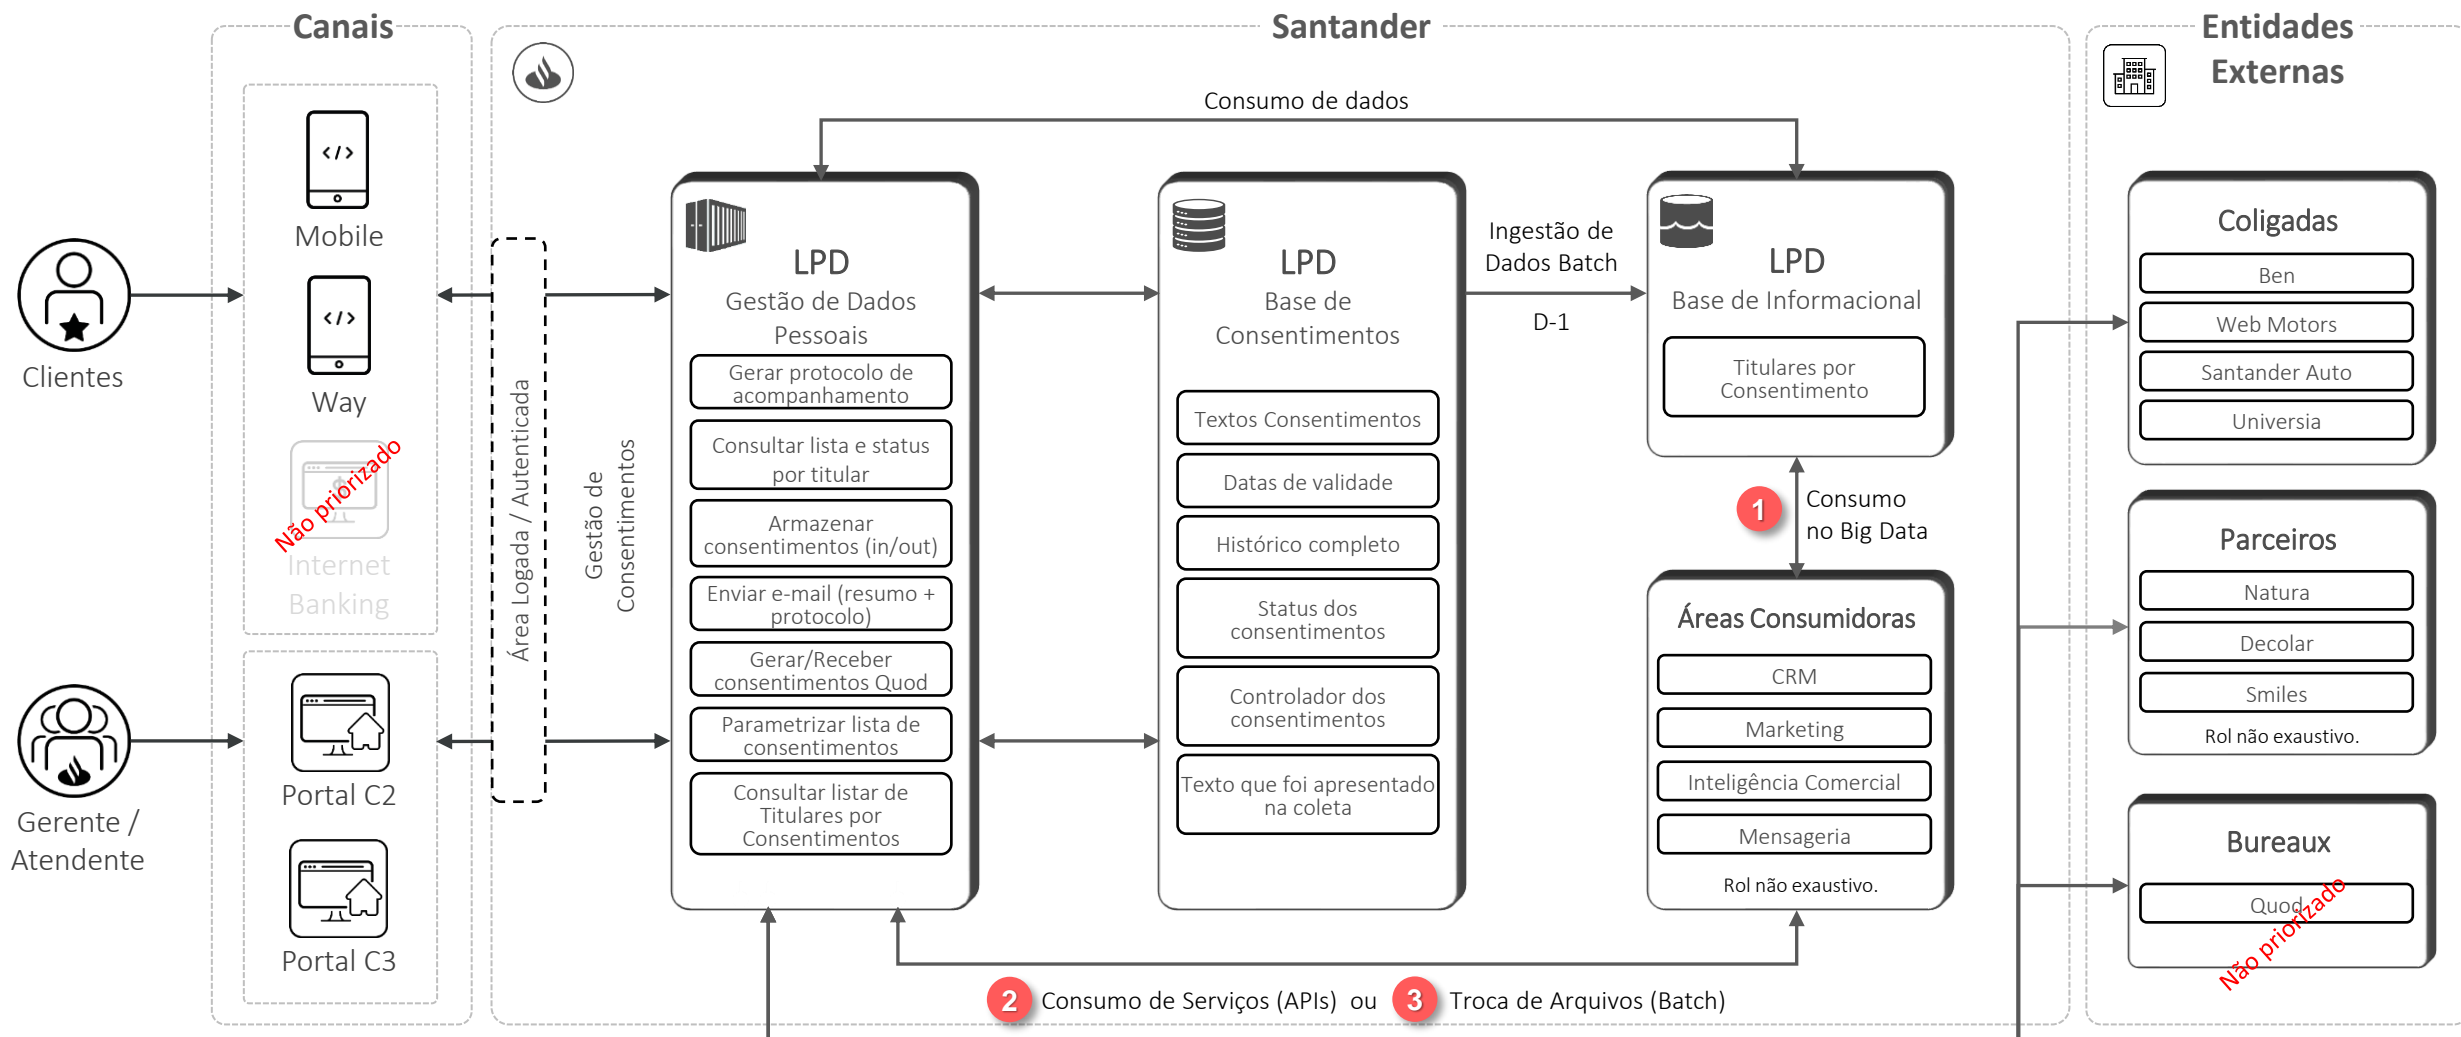 Canais
Santander
Entidades
Externas
Clientes
Gerente /
Atendente
Mobile
Way
Não priorizado
Internet
Banking
Portal C2
Portal C3
Área Logada / Autenticada
Gestão de
Consentimentos
Consumo de dados
LPD
Gestão de Dados
Pessoais
Gerar protocolo de
acompanhamento
Consultar lista e status
por titular
Armazenar
consentimentos (in/out)
Enviar e-mail (resumo +
protocolo)
Gerar/Receber
consentimentos Quod
Parametrizar lista de
consentimentos
Consultar listar de
Titulares por
Consentimentos
LPD
Base de
Consentimentos
Textos Consentimentos
Datas de validade
Histórico completo
Status dos
consentimentos
Controlador dos
consentimentos
Texto que foi apresentado
na coleta
Ingestão de
Dados Batch
D-1
LPD
Base de Informacional
Titulares por
Consentimento
1
Consumo
no Big Data
Áreas Consumidoras
CRM
Marketing
Inteligência Comercial
Mensageria
Rol não exaustivo.
2 Consumo de Serviços (APIs) ou 3 Troca de Arquivos (Batch)
Coligadas
Ben
Web Motors
Santander Auto
Universia
Parceiros
Natura
Decolar
Smiles
Rol não exaustivo.
Bureaux
Quod
Não priorizado